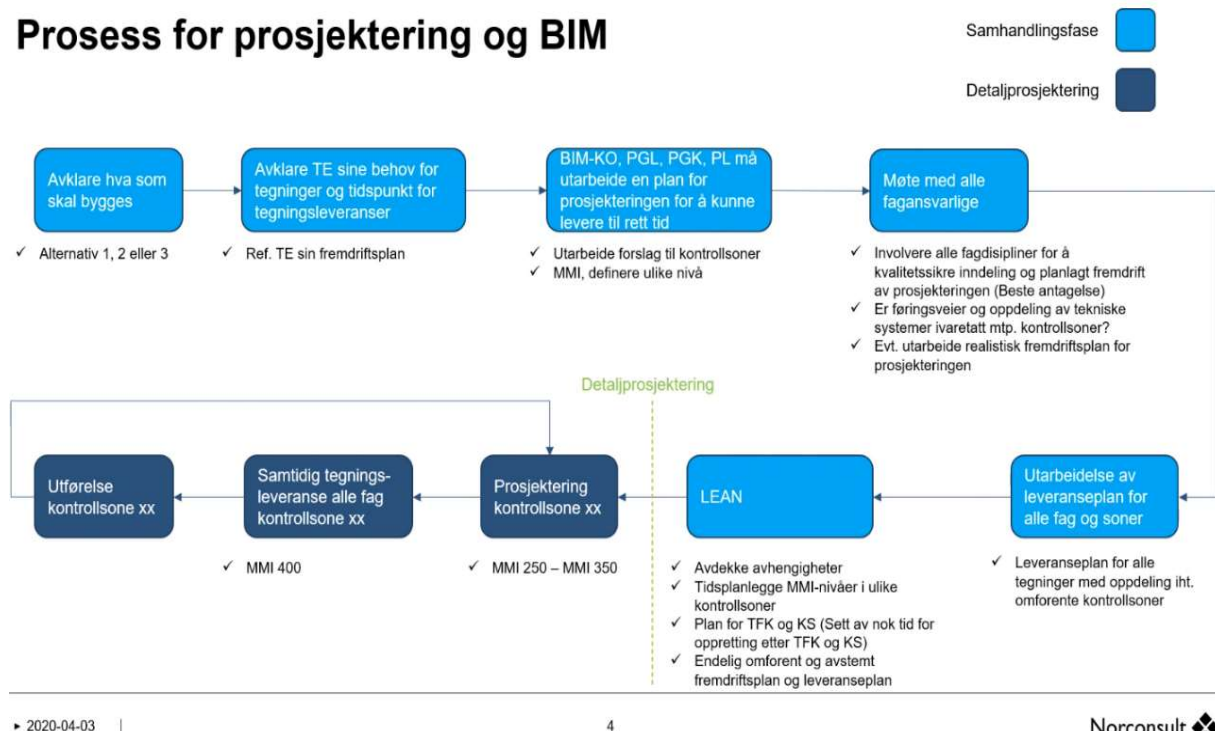 Prosess for prosjektering og BIM
Samhandlingsfase
Detaljprosjektering
Avklare hva som
skal bygges
✓ Alternativ 1, 2 eller 3
Avklare TE sine behov for
tegninger og tidspunkt for
tegningsleveranser
✓ Ref. TE sin fremdriftsplan
BIM-KO, PGL, PGK, PL må
utarbeide en plan for
prosjekteringen for å kunne
levere til rett tid
✓ Utarbeide forslag til kontrollsoner
✓ MMI, definere ulike nivå
Møte med alle
fagansvarlige
✓ Involvere alle fagdisipliner for å
kvalitetssikre inndeling og planlagt fremdrift
av prosjekteringen (Beste antagelse)
✓ Er føringsveier og oppdeling av tekniske
systemer ivaretatt mtp. kontrollsoner?
✓ Evt. utarbeide realistisk fremdriftsplan for
prosjekteringen
Utarbeidelse av
leveranseplan for
alle fag og soner
✓ Leveranseplan for alle
tegninger med oppdeling iht.
omforente kontrollsoner
LEAN
✓ Avdekke avhengigheter
✓ Tidsplanlegge MMI-nivåer i ulike
kontrollsoner
✓ Plan for TFK og KS (Sett av nok tid for
oppretting etter TFK og KS)
✓ Endelig omforent og avstemt
fremdriftsplan og leveranseplan
Detaljprosjektering
Prosjektering
kontrollsone xx
✓ MMI 250 – MMI 350
Samtidig tegnings-
leveranse alle fag
kontrollsone xx
✓ MMI 400
Utførelse
kontrollsone xx
▸ 2020-04-03 |
4
Norconsult